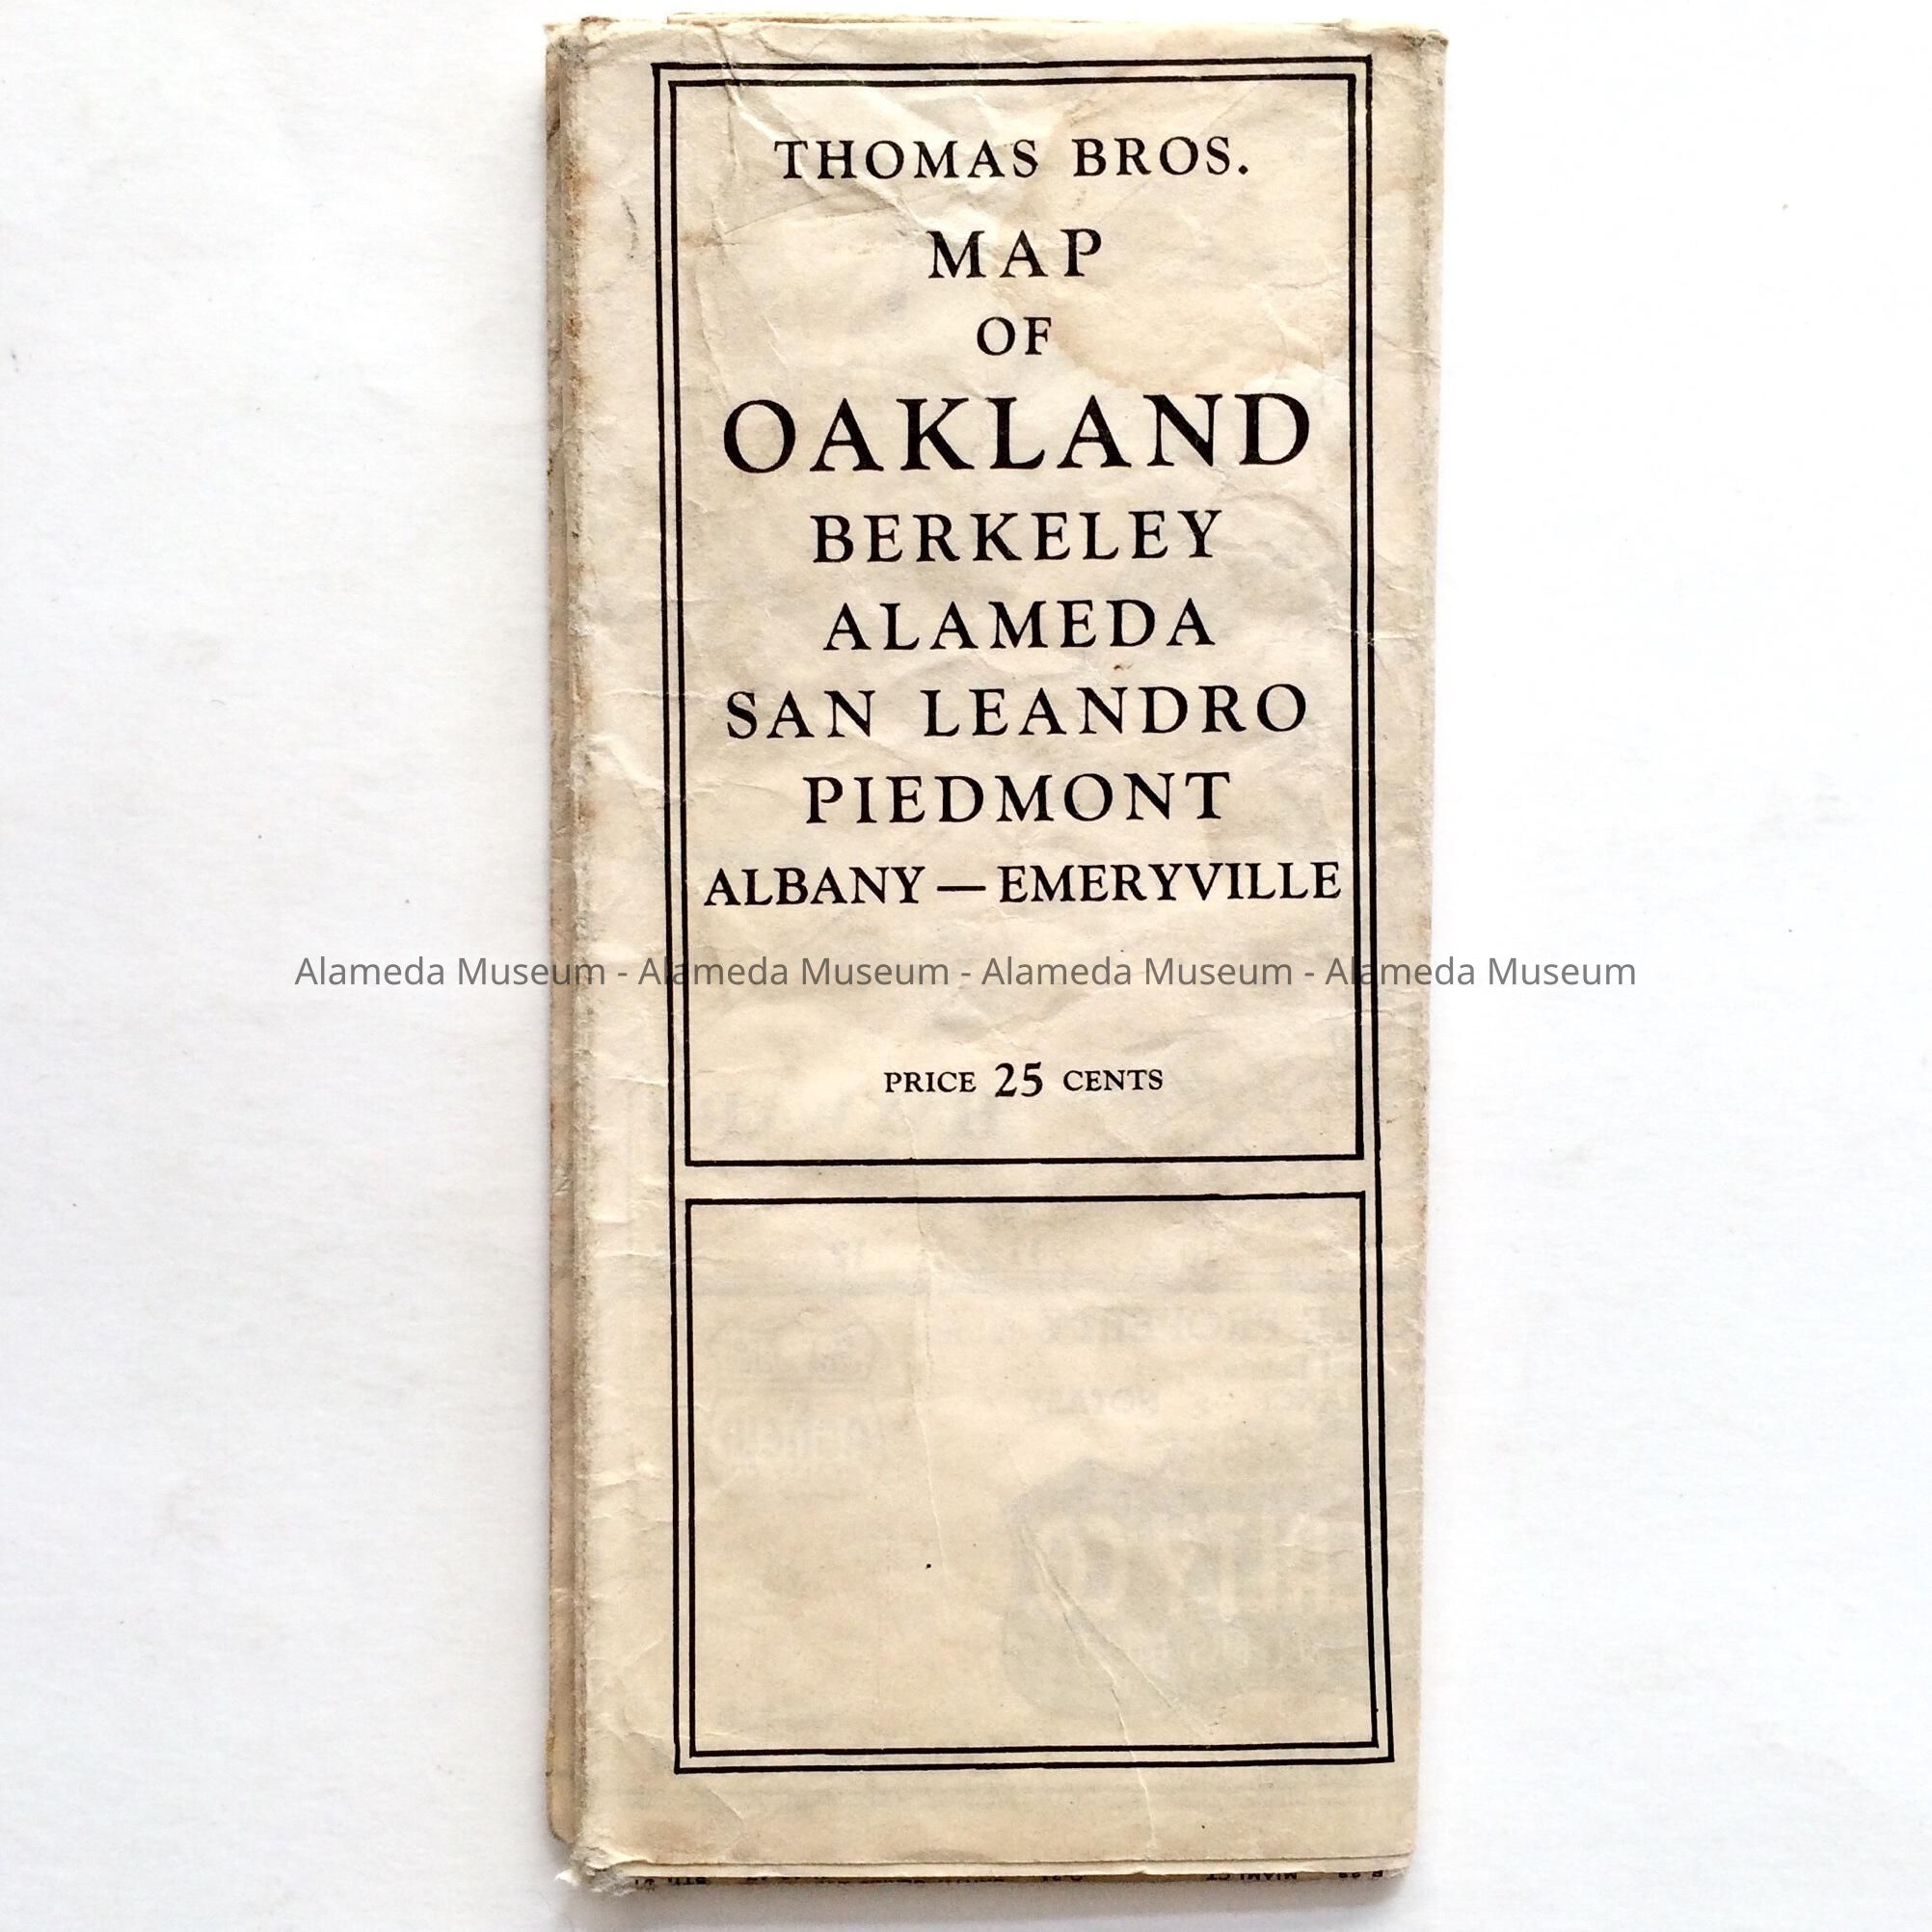 THOMAS BROS.
MAP
OF
OAKLAND
BERKELEY
ALAMEDA
SAN LEANDRO
PIEDMONT
ALBANY — EMERYVILLE
Alameda Museum - Alameda Museum - Alameda Museum - Alameda Museum
PRICE 25 CENTS